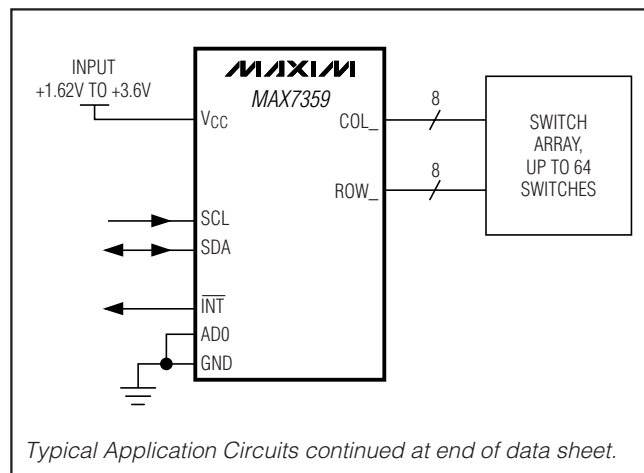 INPUT
+1.62V TO +3.6V
MAXIM
MAX7359
VCC
COL_
8
ROW_
8
SWITCH
ARRAY,
UP TO 64
SWITCHES
SCL
SDA
INT
AD0
GND
Typical Application Circuits continued at end of data sheet.